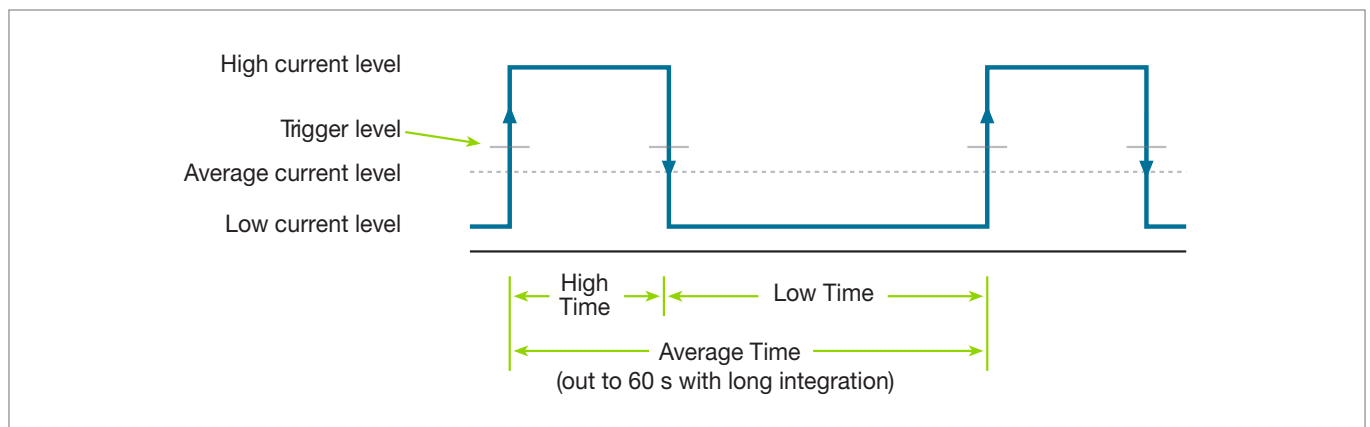 High current level
Trigger level
Average current level
Low current level
High
Time
Low Time
Average Time
(out to 60 s with long integration)